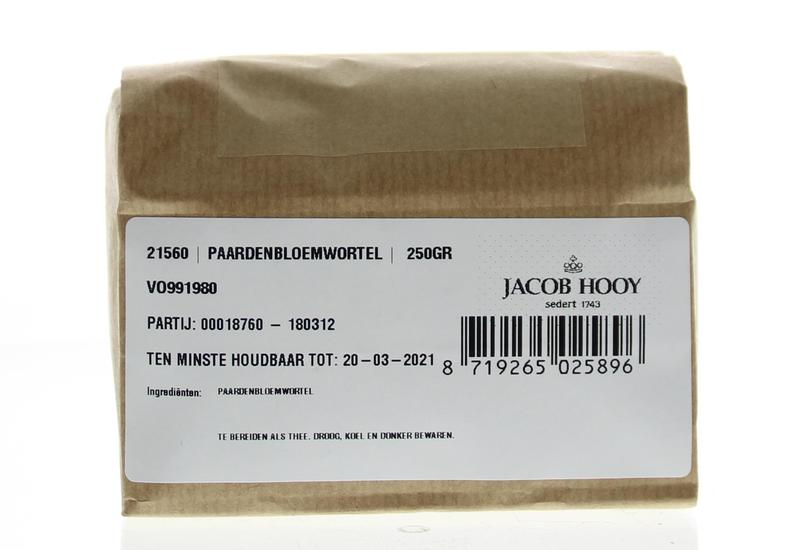 21560 | PAARDENBLOEMWORTEL | 250GR
VO991980
PARTIJ: 00018760 – 180312
TEN MINSTE HOUDBAAR TOT: 20-03-2021
Ingrediënten: PAARDENBLOEMWORTEL
TE BEREIDEN ALS THEE. DROOG, KOEL EN DONKER BEWAREN.
JACOB HOOY
sedert 1743
8 719265 025896